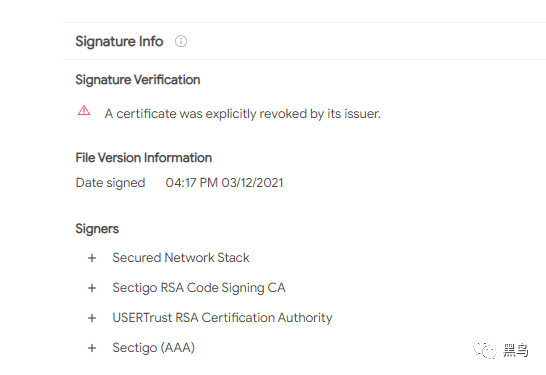 Signature Info
Signature Verification
A certificate was explicitly revoked by its issuer.
File Version Information
Date signed 04:17 PM 03/12/2021
Signers
+ Secured Network Stack
+ Sectigo RSA Code Signing CA
+ USERTrust RSA Certification Authority
+ Sectigo (AAA)
黑鸟